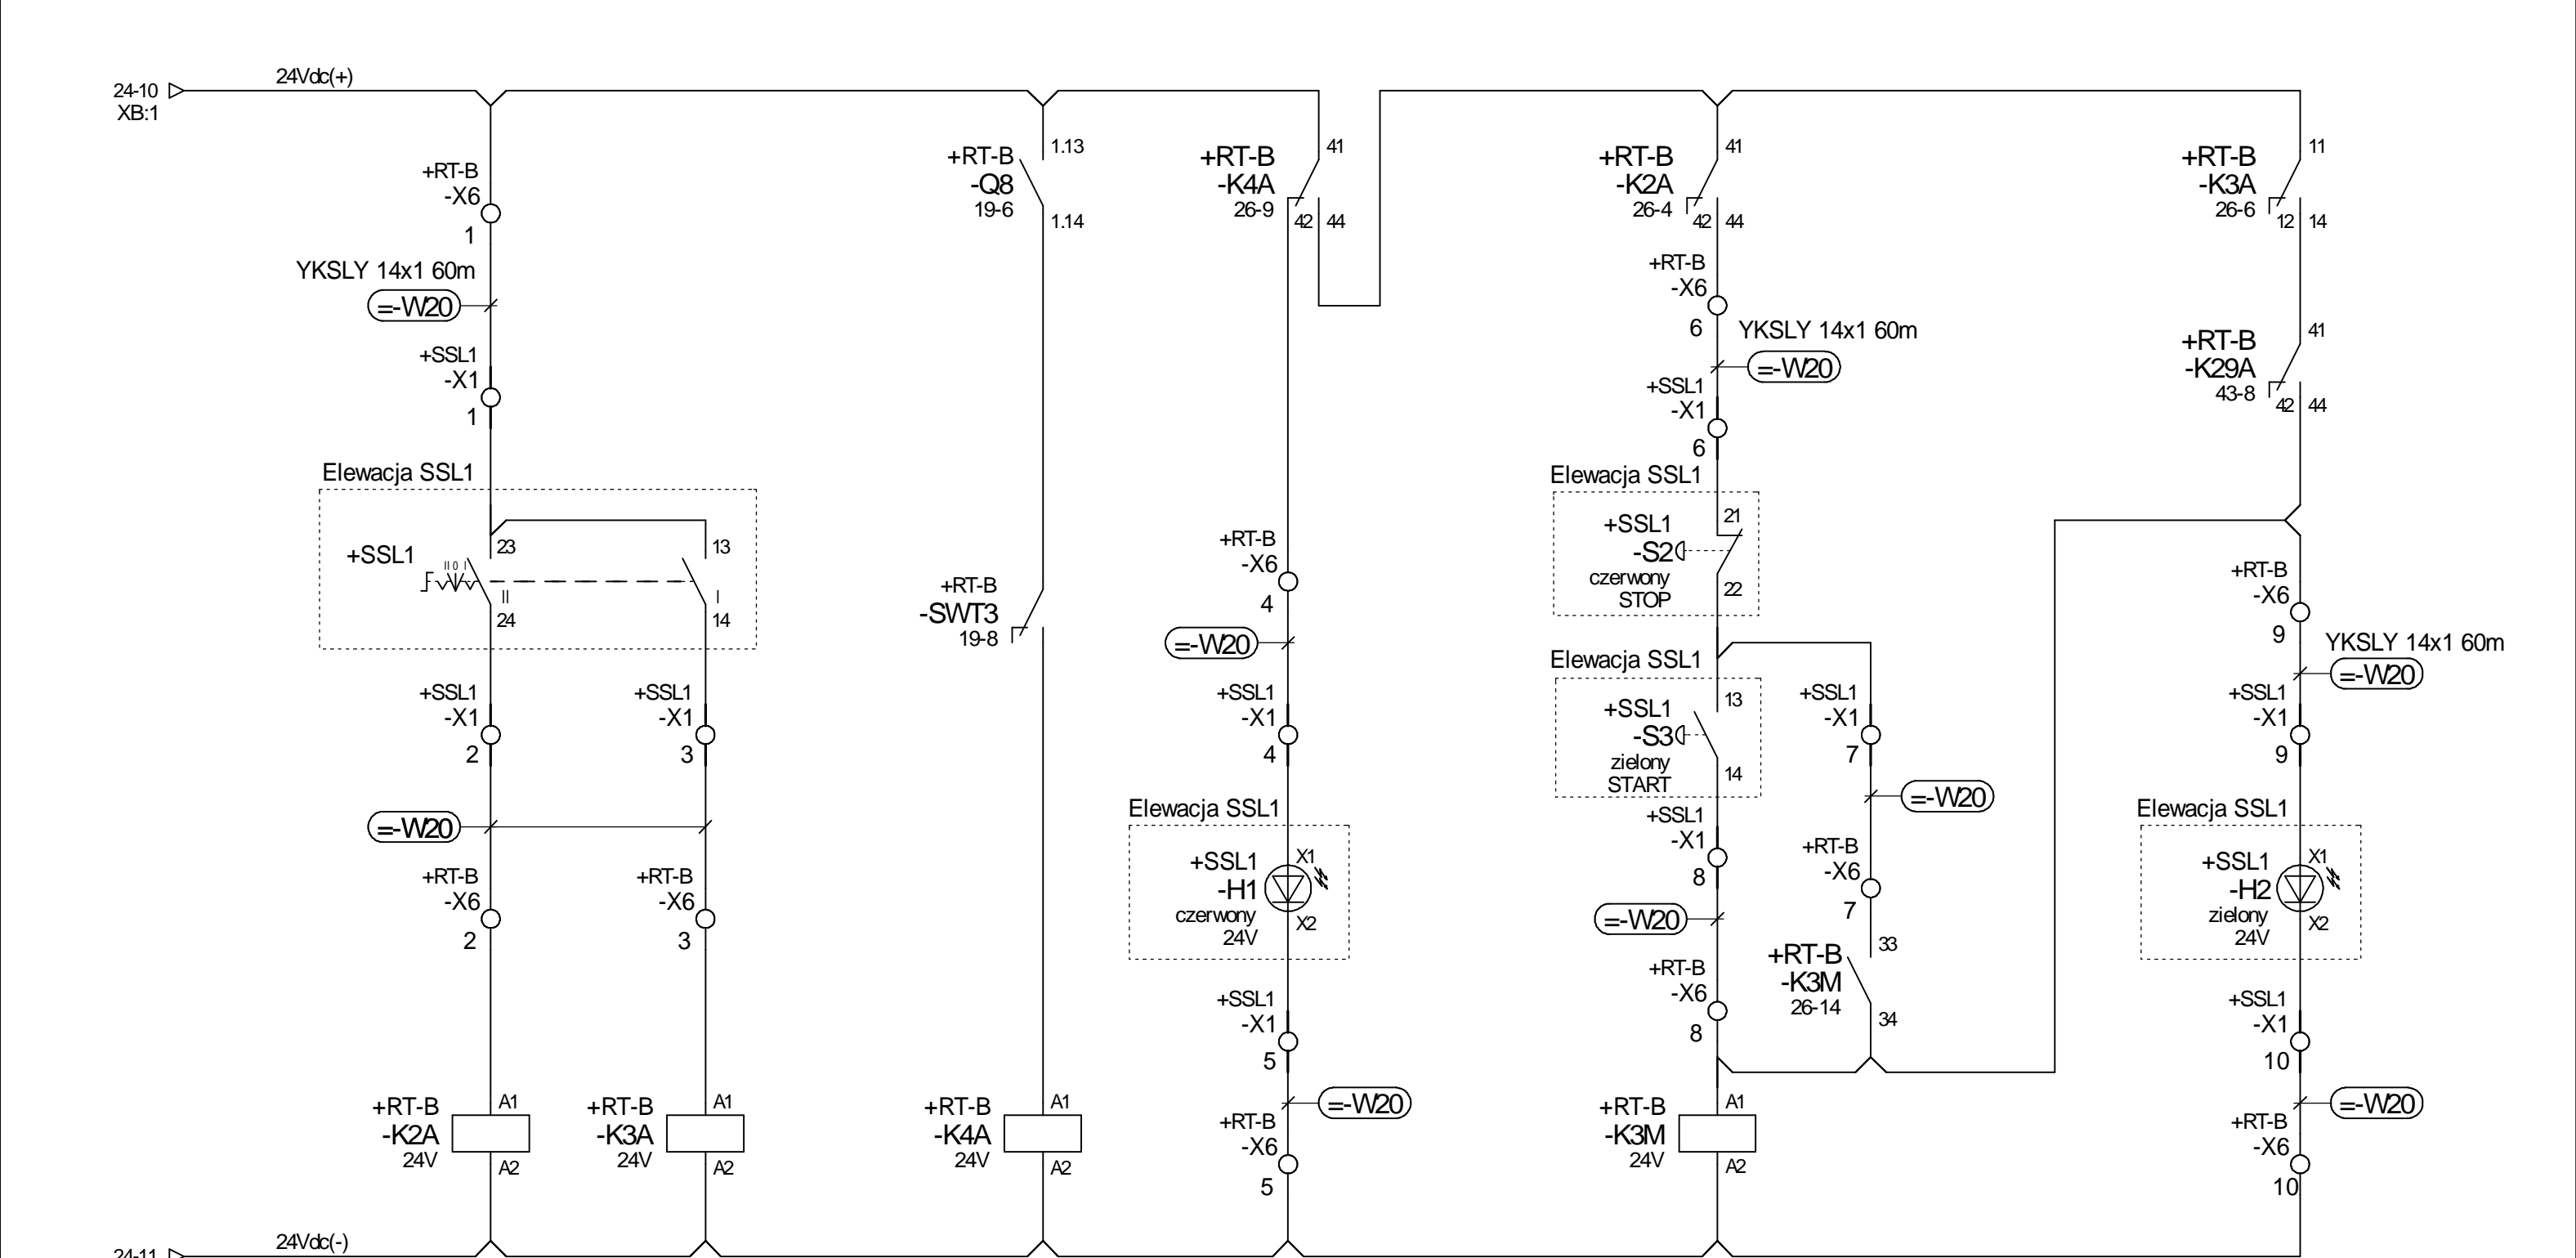 24Vdc(+)
24-10
XB:1
+RT-B
-X6
1
YKSLY 14x1 60m
=-W20
+SSL1
-X1
1
Elewacja SSL1
+SSL1
II 0 I
23
13
II
I
24
14
+SSL1
-X1
2
+SSL1
-X1
3
=-W20
+RT-B
-X6
2
+RT-B
-X6
3
+RT-B
-K2A
24V
A1
A2
+RT-B
-K3A
24V
A1
A2
+RT-B
-Q8
19-6
1.13
1.14
+RT-B
-SWT3
19-8
+RT-B
-K4A
24V
A1
A2
+RT-B
-K4A
26-9
41
42
44
+RT-B
-X6
4
=-W20
+SSL1
-X1
4
Elewacja SSL1
+SSL1
-H1
czerwony
24V
X1
X2
+SSL1
-X1
5
=-W20
+RT-B
-X6
5
+RT-B
-K2A
26-4
41
42
44
+RT-B
-X6
6
YKSLY 14x1 60m
=-W20
+SSL1
-X1
6
Elewacja SSL1
+SSL1
-S2
czerwony
STOP
21
22
Elewacja SSL1
+SSL1
-S3
zielony
START
13
14
+SSL1
-X1
8
=-W20
+RT-B
-X6
8
+SSL1
-X1
7
=-W20
+RT-B
-X6
7
+RT-B
-K3M
26-14
33
34
+RT-B
-K3M
24V
A1
A2
+RT-B
-K3A
26-6
11
12
14
+RT-B
-K29A
43-8
41
42
44
+RT-B
-X6
9
YKSLY 14x1 60m
=-W20
+SSL1
-X1
9
Elewacja SSL1
+SSL1
-H2
zielony
24V
X1
X2
+SSL1
-X1
10
=-W20
+RT-B
-X6
10
24Vdc(-)
24-11